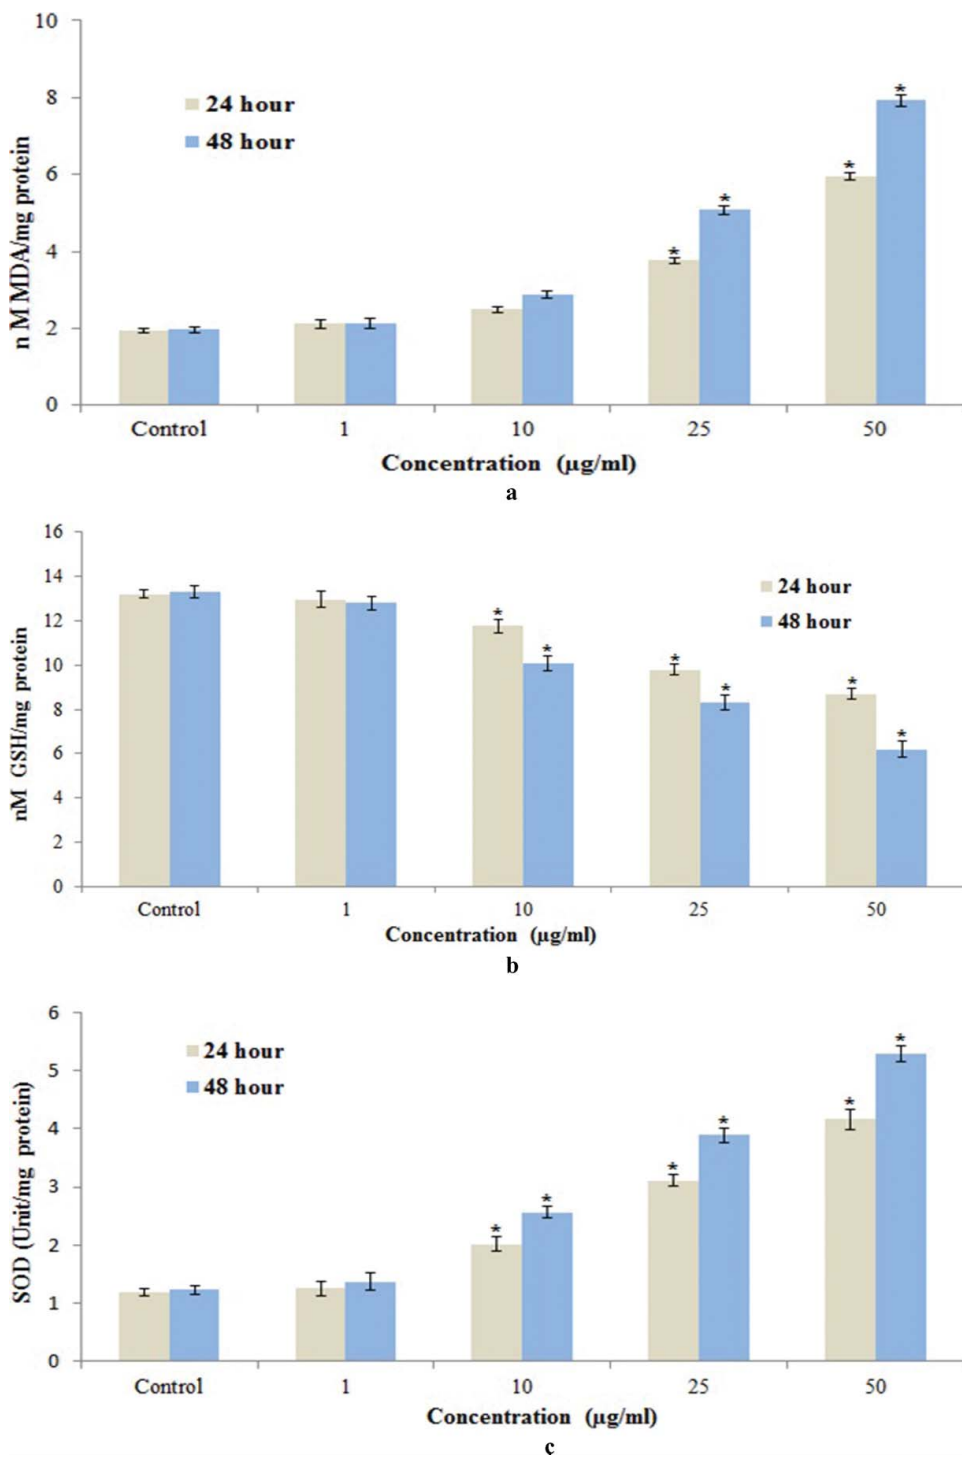 10
8
6
4
2
0
n M MDA/mg protein
24 hour
48 hour
* * * *
Control 1 10 25 50
Concentration (µg/ml)
a
16
14
12
10
8
6
4
2
0
nM GSH/mg protein
24 hour
48 hour
* * * * * *
Control 1 10 25 50
Concentration (µg/ml)
b
6
5
4
3
2
1
0
SOD (Unit/mg protein)
24 hour
48 hour
* * * * * *
Control 1 10 25 50
Concentration (µg/ml)
c